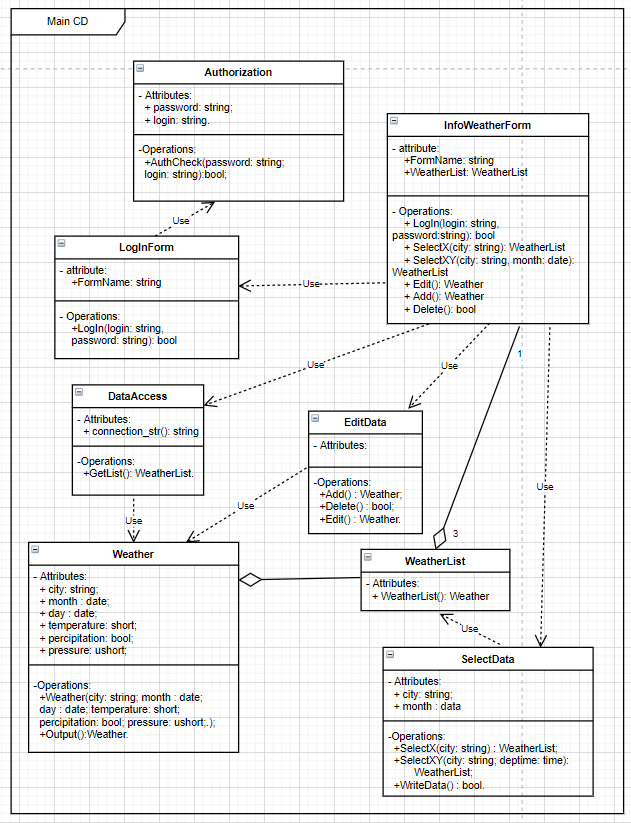 Main CD
Authorization
- Attributes:
+ password: string;
+ login: string.
-Operations:
+AuthCheck(password: string;
login: string):bool;
InfoWeatherForm
- attribute:
+FormName: string
+WeatherList: WeatherList
- Operations:
+ LogIn(login: string,
password:string): bool
+ SelectX(city: string): WeatherList
+ SelectXY(city: string, month: date):
WeatherList
+ Edit(): Weather
+ Add(): Weather
+ Delete(): bool
Use
LogInForm
- attribute:
+FormName: string
- Operations:
+LogIn(login: string,
password: string): bool
Use
1
Use
Use
DataAccess
- Attributes:
+ connection_str(): string
-Operations:
+GetList(): WeatherList.
EditData
- Attributes:
-Operations:
+Add() : Weather;
+Delete() : bool;
+Edit() : Weather.
Use
Use
Use
3
Weather
- Attributes:
+ city: string;
+ month : date;
+ day : date;
+ temperature: short;
+ percipitation: bool;
+ pressure: ushort;
-Operations:
+Weather(city: string; month : date;
day : date; temperature: short;
percipitation: bool; pressure: ushort;.);
+Output():Weather.
WeatherList
- Attributes:
+ WeatherList(): Weather
Use
SelectData
- Attributes:
+ city: string;
+ month : data
-Operations:
+SelectX(city: string) : WeatherList;
+SelectXY(city: string; deptime: time):
WeatherList;
+WriteData() : bool.